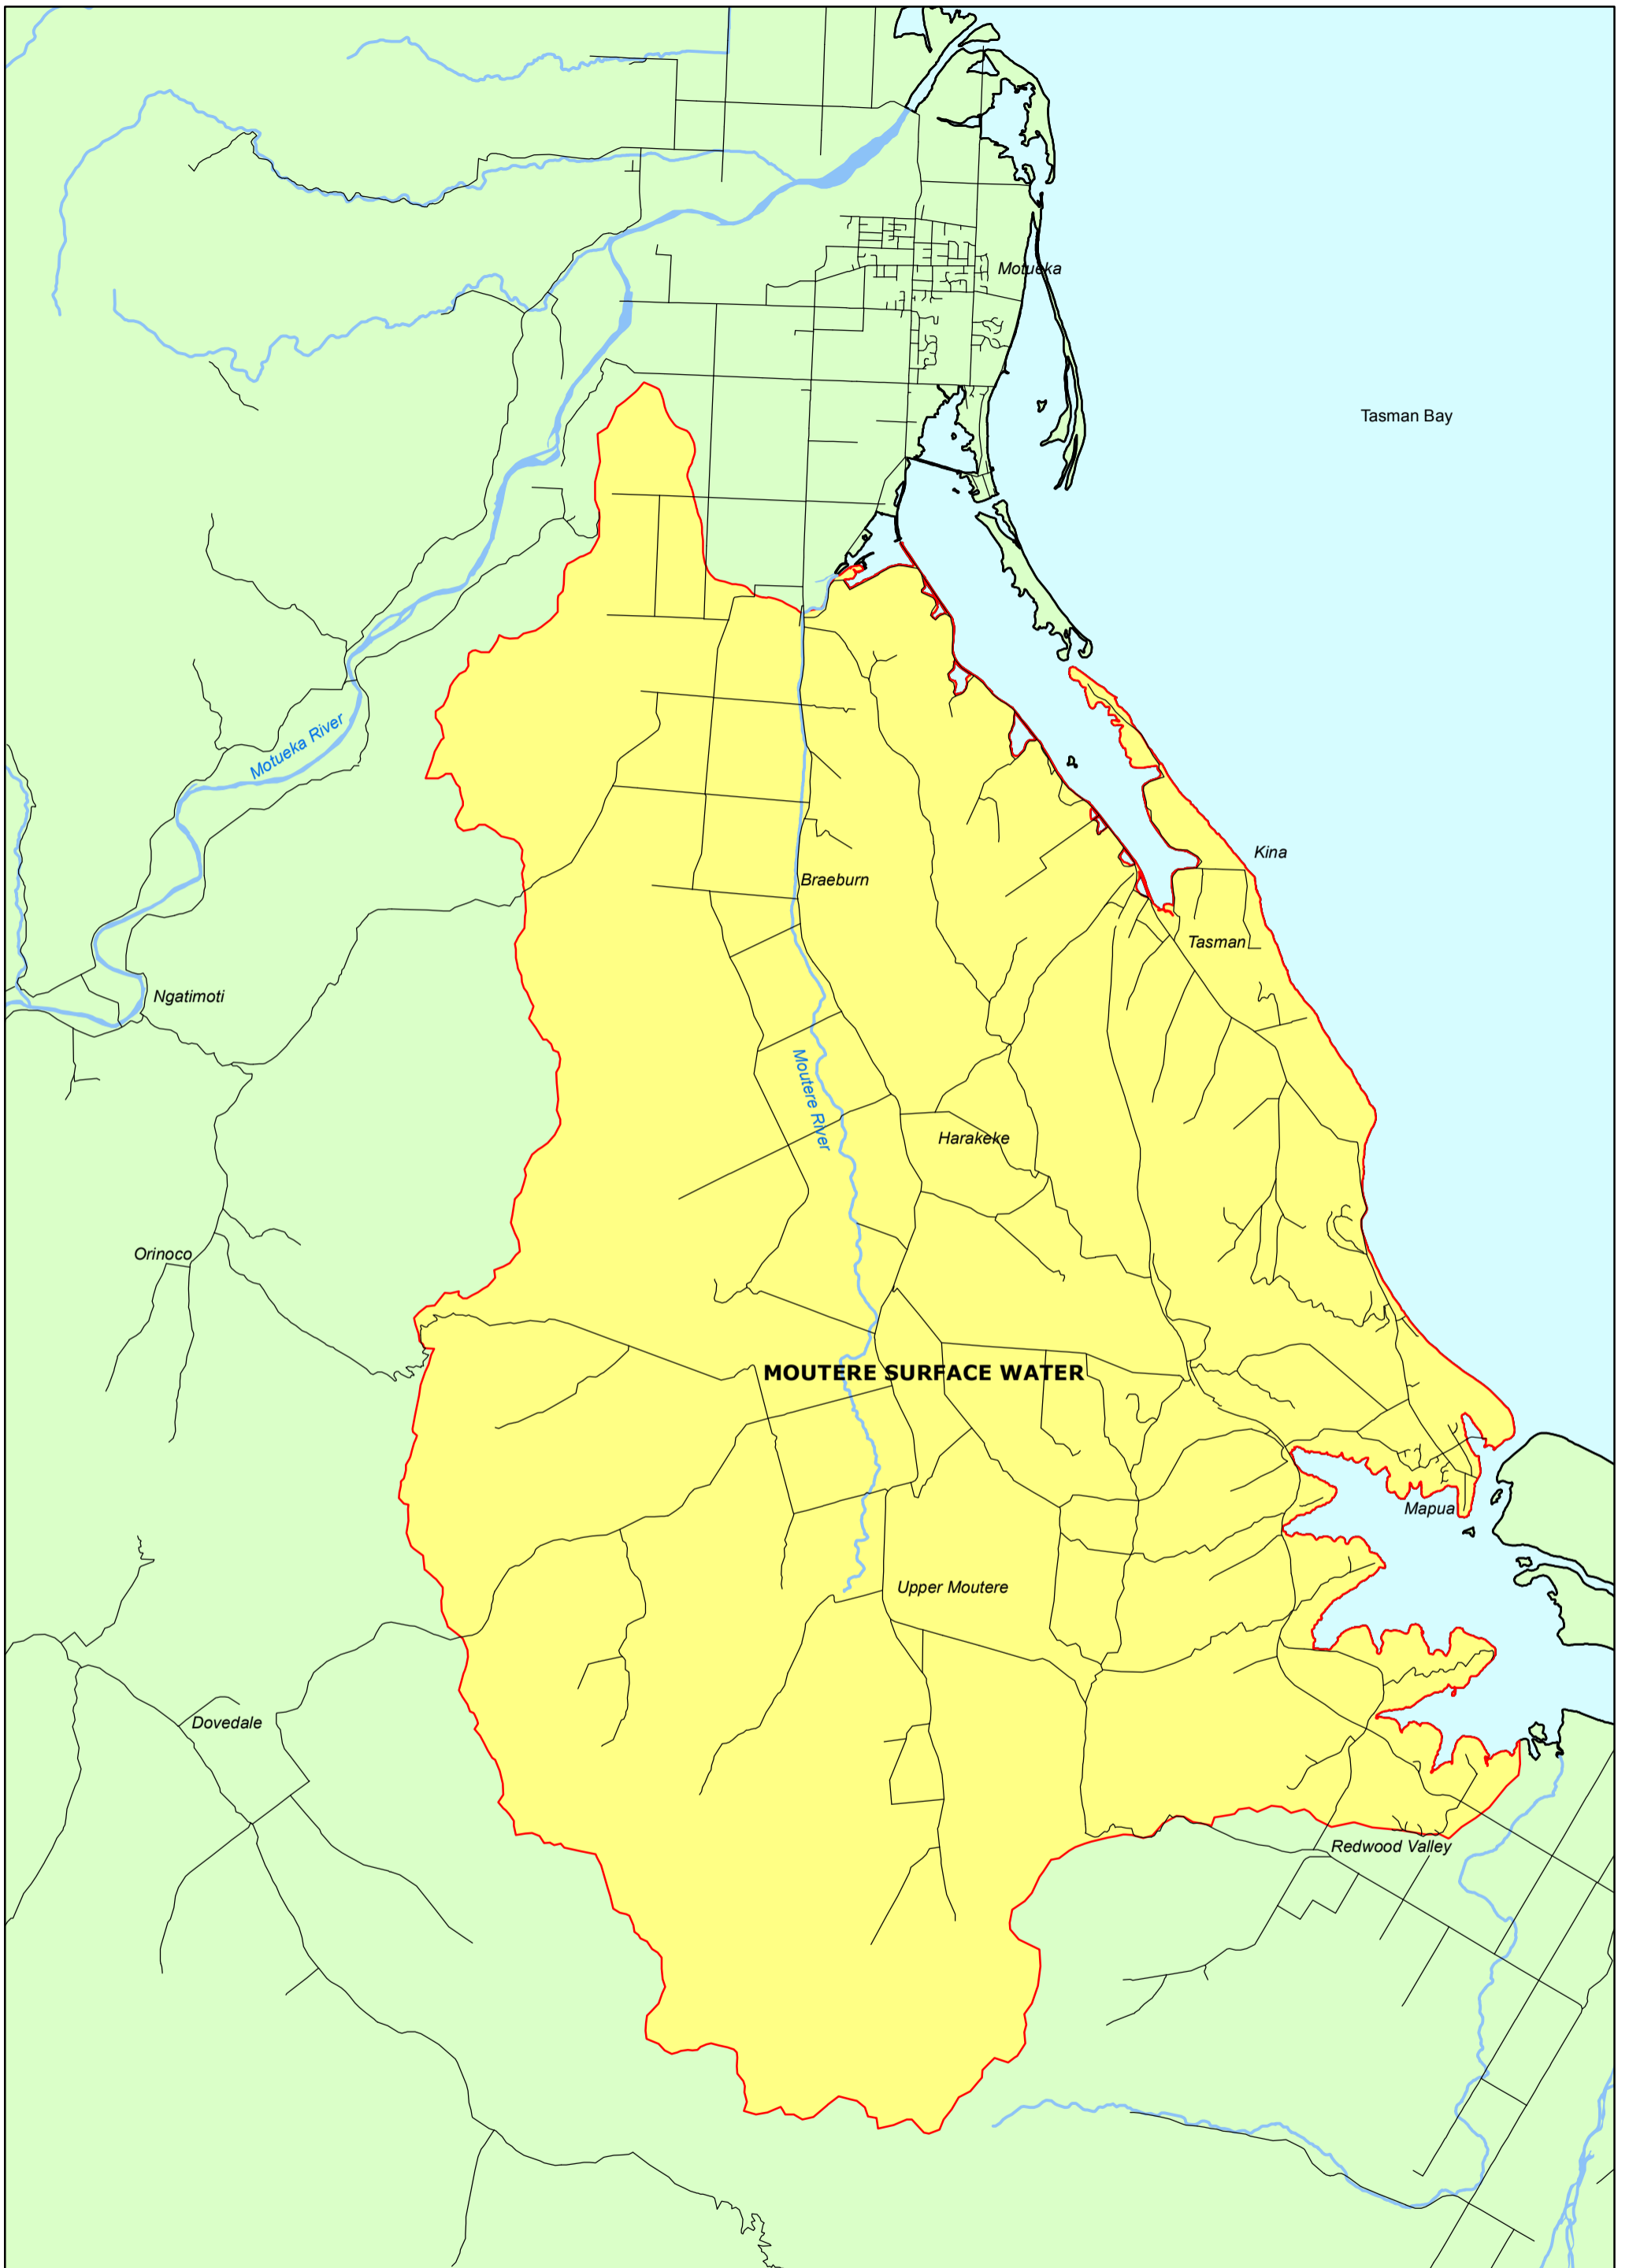 Motueka
Tasman Bay
Motueka River
Kina
Braeburn
Tasman
Ngatimoti
Moutere River
Harakeke
Orinoco
MOUTERE SURFACE WATER
Mapua
Upper Moutere
Dovedale
Redwood Valley